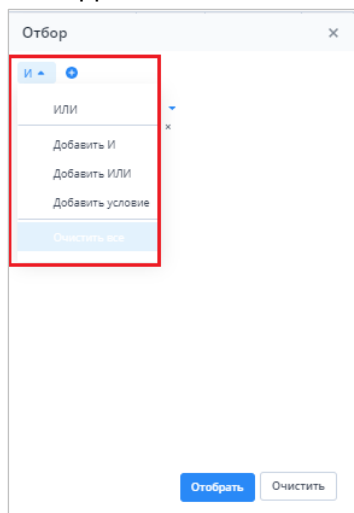 Отбор ×
И
ИЛИ
×
Добавить И
Добавить ИЛИ
Добавить условие
Очистить все
Отобрать Очистить